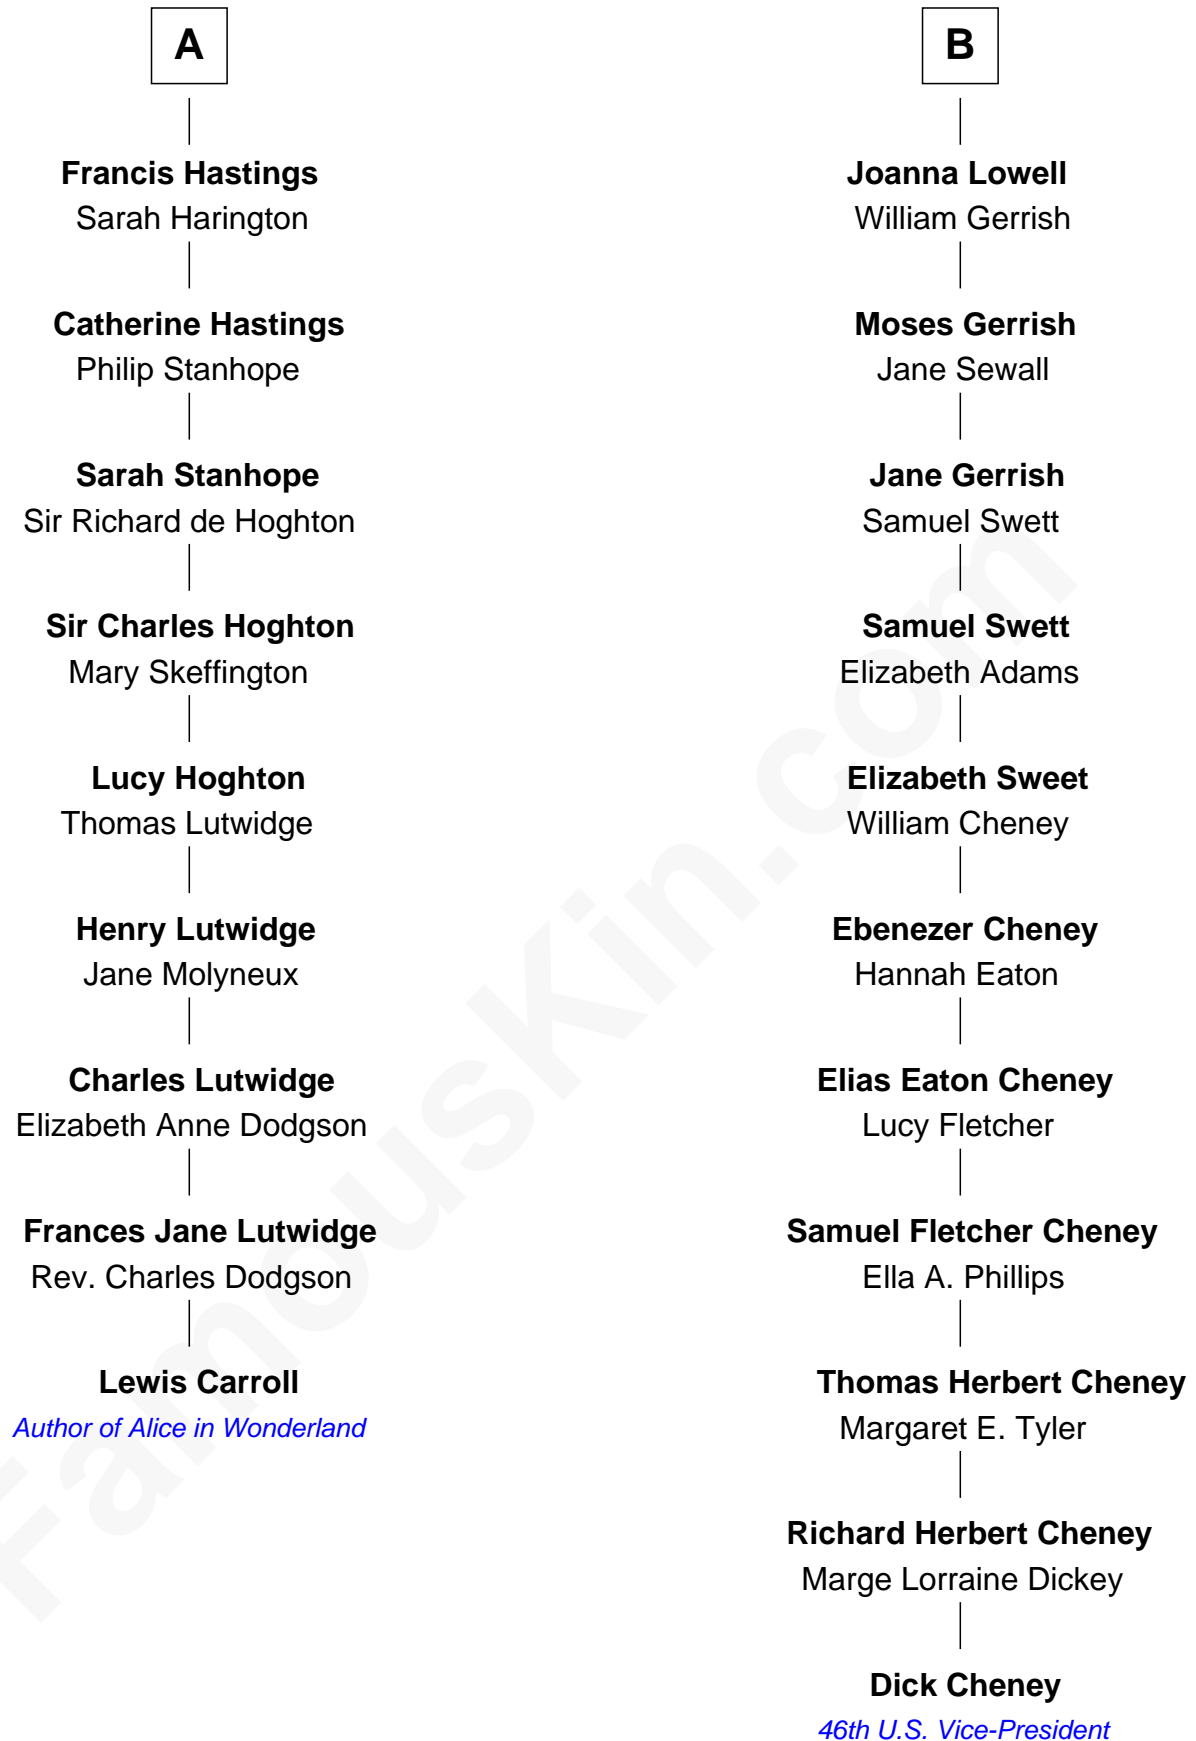 A
Francis Hastings
Sarah Harington
Catherine Hastings
Philip Stanhope
Sarah Stanhope
Sir Richard de Hoghton
Sir Charles Hoghton
Mary Skeffington
Lucy Hoghton
Thomas Lutwidge
Henry Lutwidge
Jane Molyneux
Charles Lutwidge
Elizabeth Anne Dodgson
Frances Jane Lutwidge
Rev. Charles Dodgson
Lewis Carroll
Author of Alice in Wonderland
B
Joanna Lowell
William Gerrish
Moses Gerrish
Jane Sewall
Jane Gerrish
Samuel Swett
Samuel Swett
Elizabeth Adams
Elizabeth Sweet
William Cheney
Ebenezer Cheney
Hannah Eaton
Elias Eaton Cheney
Lucy Fletcher
Samuel Fletcher Cheney
Ella A. Phillips
Thomas Herbert Cheney
Margaret E. Tyler
Richard Herbert Cheney
Marge Lorraine Dickey
Dick Cheney
46th U.S. Vice-President
FamousKin.com